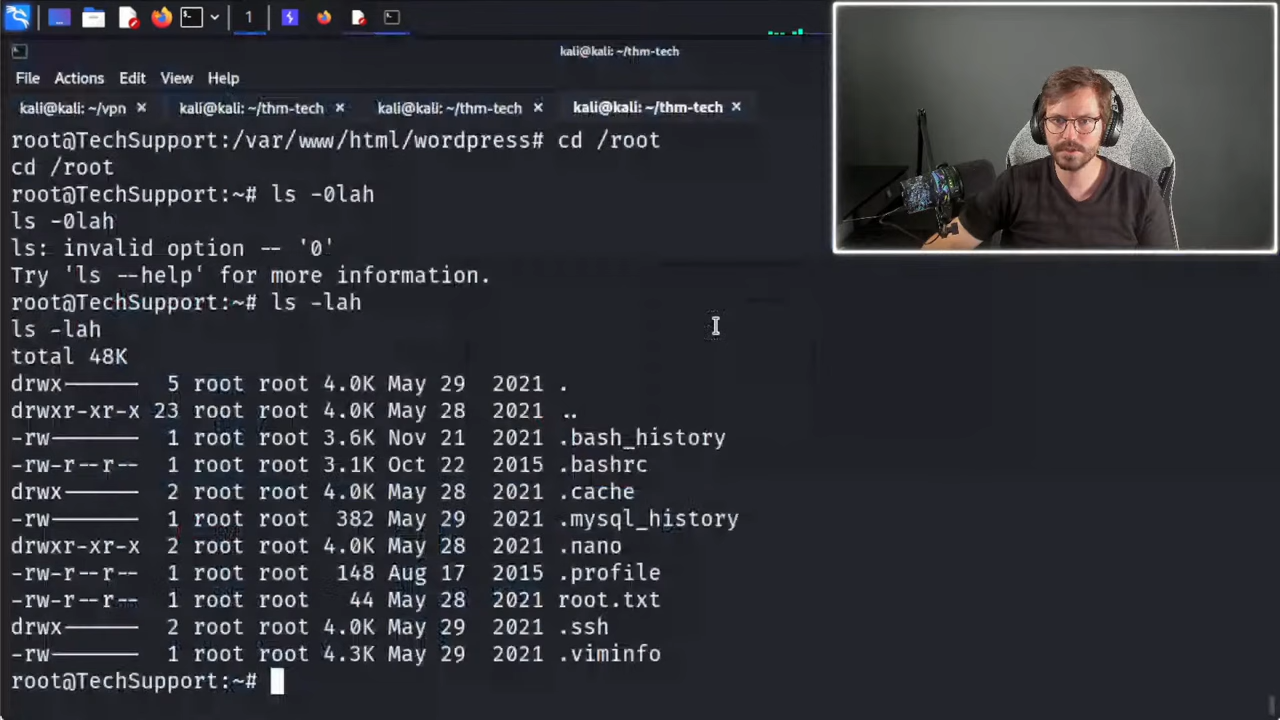 1
kali@kali: ~/thm-tech
File Actions Edit View Help
kali@kali: ~/vpn × kali@kali: ~/thm-tech × kali@kali: ~/thm-tech × kali@kali: ~/thm-tech ×
root@TechSupport:/var/www/html/wordpress# cd /root
cd /root
root@TechSupport:~# ls -0lah
ls -0lah
ls: invalid option -- '0'
Try 'ls --help' for more information.
root@TechSupport:~# ls -lah
ls -lah
total 48K
drwx------ 5 root root 4.0K May 29 2021 .
drwxr-xr-x 23 root root 4.0K May 28 2021 ..
-rw------- 1 root root 3.6K Nov 21 2021 .bash_history
-rw-r--r-- 1 root root 3.1K Oct 22 2015 .bashrc
drwx------ 2 root root 4.0K May 28 2021 .cache
-rw------- 1 root root 382 May 29 2021 .mysql_history
drwxr-xr-x 2 root root 4.0K May 28 2021 .nano
-rw-r--r-- 1 root root 148 Aug 17 2015 .profile
-rw-r--r-- 1 root root 44 May 28 2021 root.txt
drwx------ 2 root root 4.0K May 29 2021 .ssh
-rw------- 1 root root 4.3K May 29 2021 .viminfo
root@TechSupport:~#